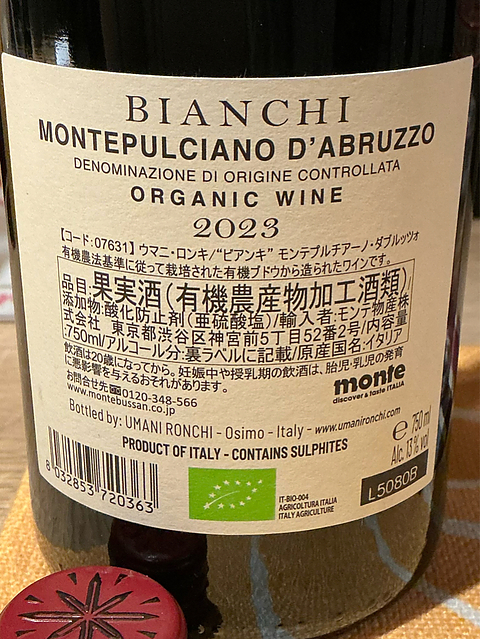 BIANCHI
MONTEPULCIANO D'ABRUZZO
DENOMINAZIONE DI ORIGINE CONTROLLATA
ORGANIC WINE
2023
【コード:07631】ウマニ・ロンキ/“ビアンキ” モンテプルチアーノ・ダブルッツォ
有機農法基準に従って栽培された有機ブドウから造られたワインです。
品目:果実酒(有機農産物加工酒類)
添加物:酸化防止剤(亜硫酸塩)/輸入者:モンテ物産株
式会社 東京都渋谷区神宮前5丁目52番2号/内容量
:750ml/アルコール分:裏ラベルに記載/原産国名:イタリア
飲酒は20歳になってから。妊娠中や授乳期の飲酒は、胎児・乳児の発育
に悪影響を与えるおそれがあります。
お問合せ先 0120-348-566
www.montebussan.co.jp
monte
discover & taste ITALIA
Bottled by: UMANI RONCHI - Osimo - Italy - www.umanironchi.com
PRODUCT OF ITALY - CONTAINS SULPHITES
e 750 ml
Alc. 13% vol
8 032853 720363
IT-BIO-004
AGRICOLTURA ITALIA
ITALY AGRICULTURE
L5080B